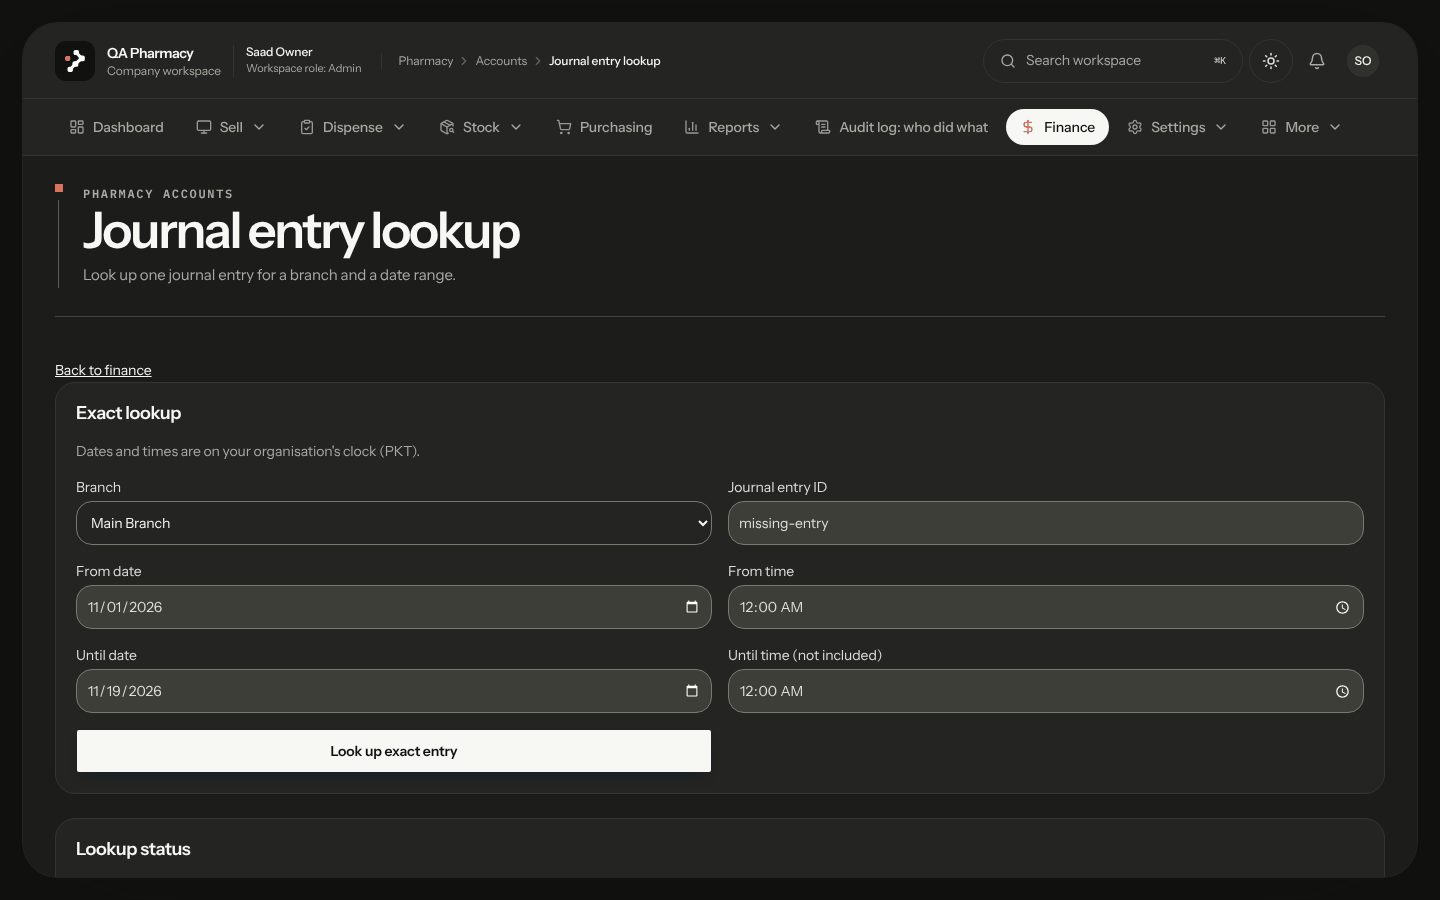 QA Pharmacy
Company workspace
Saad Owner
Workspace role: Admin
Pharmacy > Accounts > Journal entry lookup
Search workspace ⌘K
SO
Dashboard
Sell
Dispense
Stock
Purchasing
Reports
Audit log: who did what
Finance
Settings
More
PHARMACY ACCOUNTS
Journal entry lookup
Look up one journal entry for a branch and a date range.
Back to finance
Exact lookup
Dates and times are on your organisation's clock (PKT).
Branch
Main Branch
Journal entry ID
missing-entry
From date
11/01/2026
From time
12:00 AM
Until date
11/19/2026
Until time (not included)
12:00 AM
Look up exact entry
Lookup status